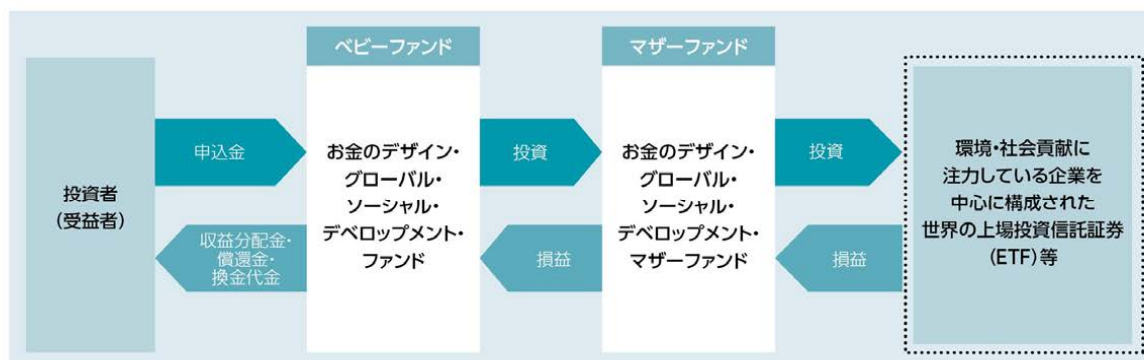 投資者
(受益者)
申込金
収益分配金・
償還金・
換金代金
ベビーファンド
お金のデザイン・
グローバル・
ソーシャル・
デベロップメント・
ファンド
投資
損益
マザーファンド
お金のデザイン・
グローバル・
ソーシャル・
デベロップメント・
マザーファンド
投資
損益
環境・社会貢献に
注力している企業を
中心に構成された
世界の上場投資信託証券
(ETF)等